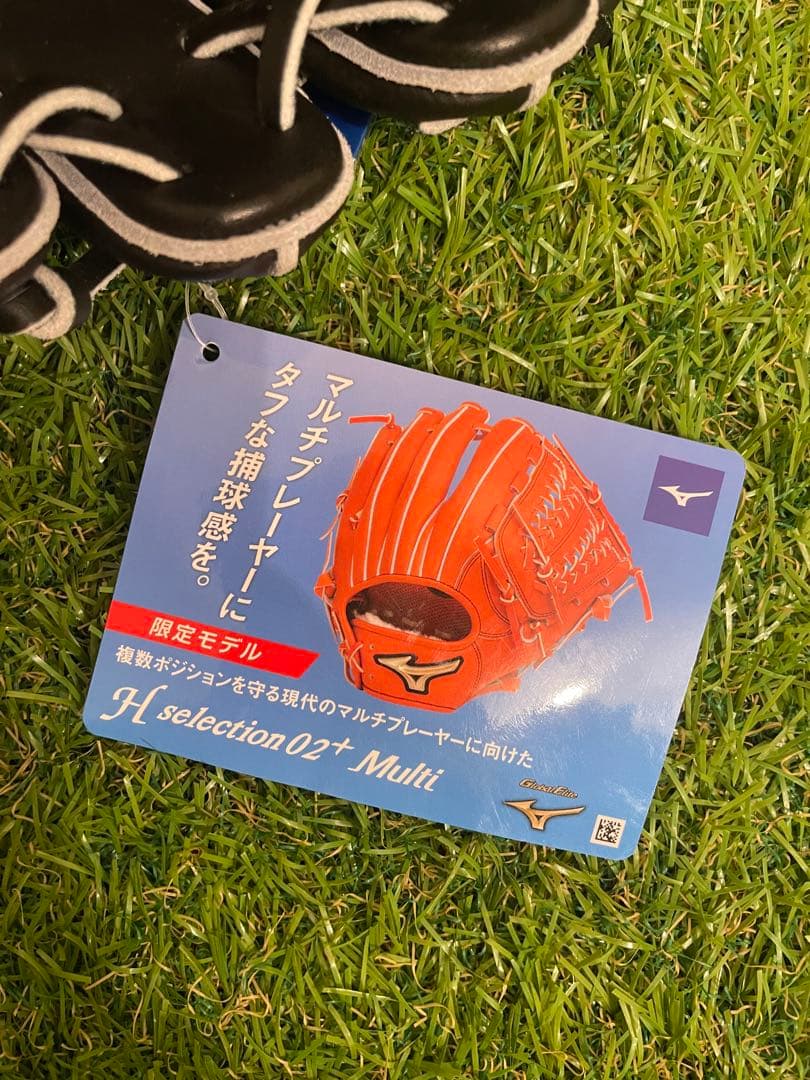 マルチプレーヤーに
タフな捕球感を。
限定モデル
複数ポジションを守る現代のマルチプレーヤーに向けた
H selection 02+ Multi
Global Elite